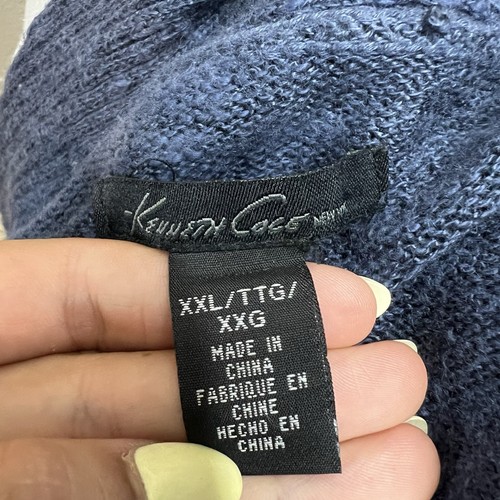 KENNETH COLE NEW YORK
XXL/TTG/
XXG
MADE IN
CHINA
FABRIQUE EN
CHINE
HECHO EN
CHINA